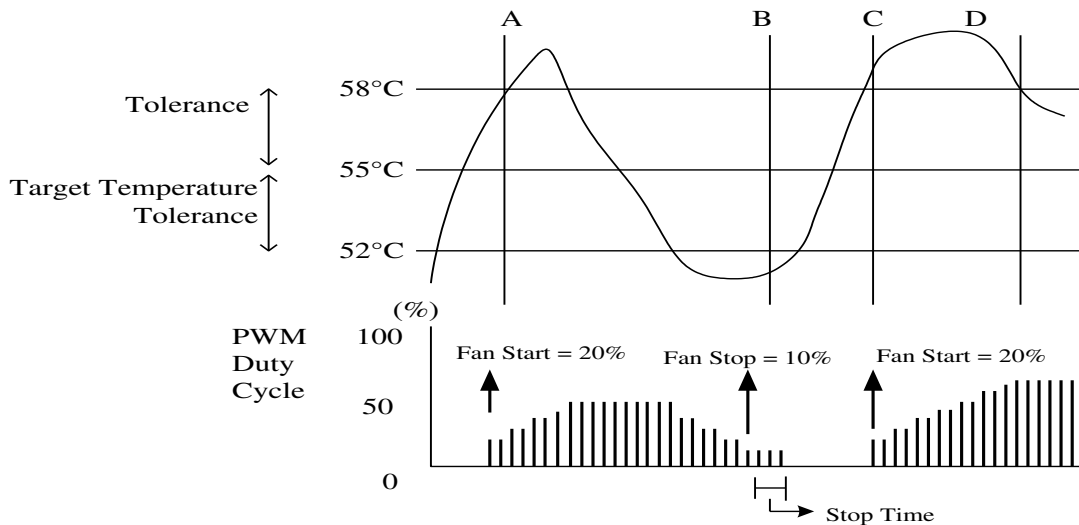 A B C D
58°C
Tolerance
55°C
Target Temperature
Tolerance
52°C
(%)
PWM
Duty
Cycle
100
50
0
Fan Start = 20%
Fan Stop = 10%
Fan Start = 20%
Stop Time